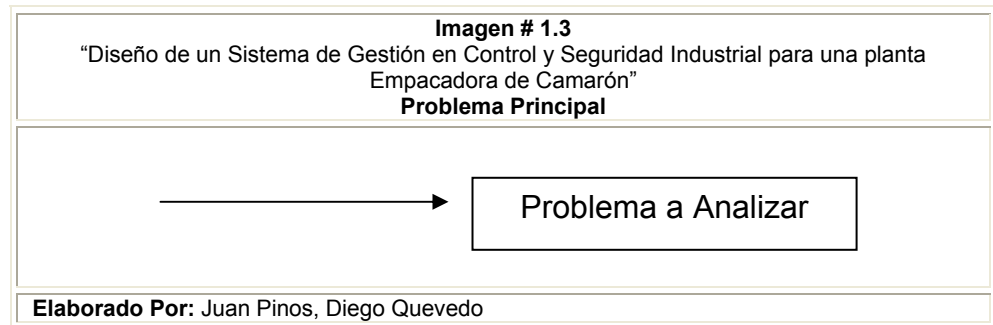 Imagen # 1.3
“Diseño de un Sistema de Gestión en Control y Seguridad Industrial para una planta
Empacadora de Camarón”
Problema Principal
Problema a Analizar
Elaborado Por: Juan Pinos, Diego Quevedo